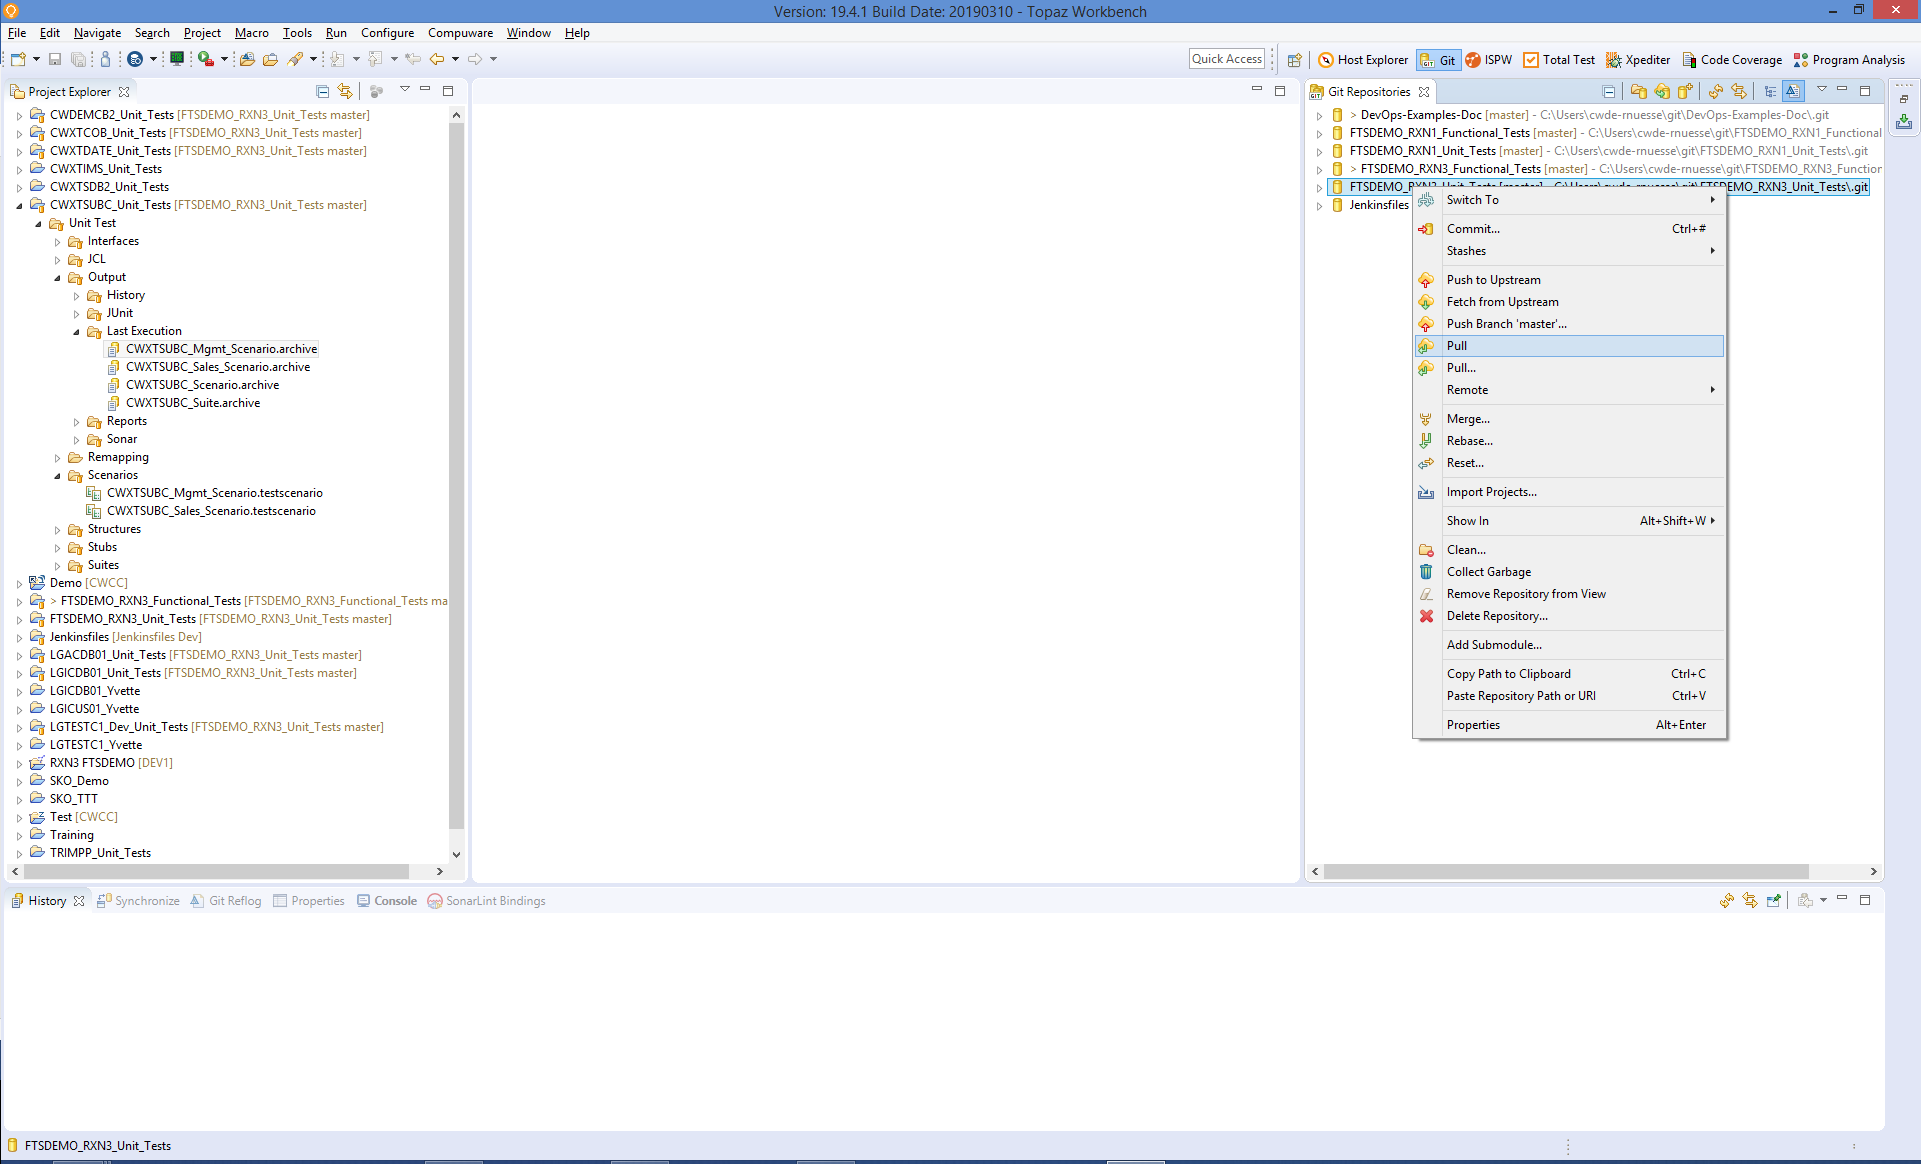 Version: 19.4.1 Build Date: 20190310 - Topaz Workbench
File Edit Navigate Search Project Macro Tools Run Configure Compuware Window Help
Quick Access Host Explorer Git ISPW Total Test Xpediter Code Coverage Program Analysis
Project Explorer
CWDEMCB2_Unit_Tests [FTSDEMO_RXN3_Unit_Tests master]
CWXTCOB_Unit_Tests [FTSDEMO_RXN3_Unit_Tests master]
CWXTDATE_Unit_Tests [FTSDEMO_RXN3_Unit_Tests master]
CWXTIMS_Unit_Tests
CWXTSDB2_Unit_Tests
CWXTSUBC_Unit_Tests [FTSDEMO_RXN3_Unit_Tests master]
Unit Test
Interfaces
JCL
Output
History
JUnit
Last Execution
CWXTSUBC_Mgmt_Scenario.archive
CWXTSUBC_Sales_Scenario.archive
CWXTSUBC_Scenario.archive
CWXTSUBC_Suite.archive
Reports
Sonar
Remapping
Scenarios
CWXTSUBC_Mgmt_Scenario.testscenario
CWXTSUBC_Sales_Scenario.testscenario
Structures
Stubs
Suites
Demo [CWCC]
> FTSDEMO_RXN3_Functional_Tests [FTSDEMO_RXN3_Functional_Tests ma
FTSDEMO_RXN3_Unit_Tests [FTSDEMO_RXN3_Unit_Tests master]
Jenkinsfiles [Jenkinsfiles Dev]
LGACDB01_Unit_Tests [FTSDEMO_RXN3_Unit_Tests master]
LGICDB01_Unit_Tests [FTSDEMO_RXN3_Unit_Tests master]
LGICDB01_Yvette
LGICUS01_Yvette
LGTESTC1_Dev_Unit_Tests [FTSDEMO_RXN3_Unit_Tests master]
LGTESTC1_Yvette
RXN3 FTSDEMO [DEV1]
SKO_Demo
SKO_TTT
Test [CWCC]
Training
TRIMPP_Unit_Tests
Git Repositories
> DevOps-Examples-Doc [master] - C:\Users\cwde-rnuesse\git\DevOps-Examples-Doc\.git
FTSDEMO_RXN1_Functional_Tests [master] - C:\Users\cwde-rnuesse\git\FTSDEMO_RXN1_Functional
FTSDEMO_RXN1_Unit_Tests [master] - C:\Users\cwde-rnuesse\git\FTSDEMO_RXN1_Unit_Tests\.git
> FTSDEMO_RXN3_Functional_Tests [master] - C:\Users\cwde-rnuesse\git\FTSDEMO_RXN3_Function
FTSDEMO_RXN3_Unit_Tests [master] - C:\Users\cwde-rnuesse\git\FTSDEMO_RXN3_Unit_Tests\.git
Jenkinsfiles
Switch To
Commit... Ctrl+#
Stashes
Push to Upstream
Fetch from Upstream
Push Branch 'master'...
Pull
Pull...
Remote
Merge...
Rebase...
Reset...
Import Projects...
Show In Alt+Shift+W
Clean...
Collect Garbage
Remove Repository from View
Delete Repository...
Add Submodule...
Copy Path to Clipboard Ctrl+C
Paste Repository Path or URI Ctrl+V
Properties Alt+Enter
History Synchronize Git Reflog Properties Console SonarLint Bindings
FTSDEMO_RXN3_Unit_Tests